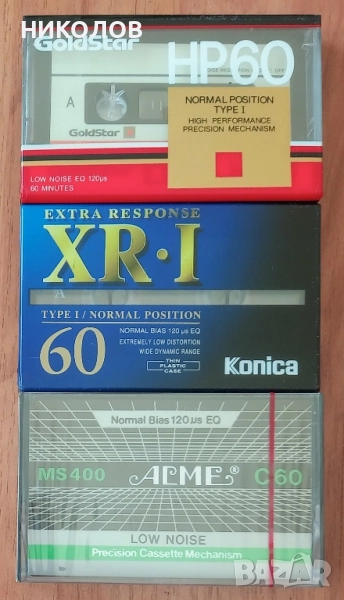 НИКОЛОВ
GoldStar
HP60
A
NORMAL POSITION
TYPE I
HIGH PERFORMANCE
PRECISION MECHANISM
GoldStar
LOW NOISE EQ 120µs
60 MINUTES
EXTRA RESPONSE
XR·I
A
TYPE I / NORMAL POSITION
60
NORMAL BIAS 120 µs EQ
EXTREMELY LOW DISTORTION
WIDE DYNAMIC RANGE
THIN
PLASTIC
CASE
Konica
Normal Bias 120 µs EQ
MS400 ACME® C60
LOW NOISE
Precision Cassette Mechanism
БАЗАР